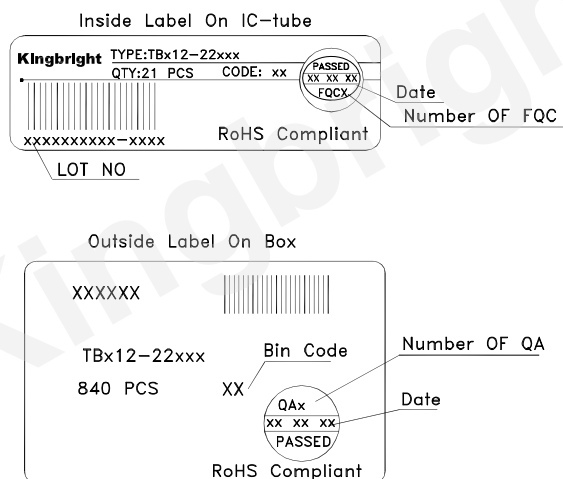 Inside Label On IC-tube
Kingbright TYPE:TBx12-22xxx
QTY:21 PCS CODE: xx
PASSED
xx xx xx
FQCX
Date
Number OF FQC
RoHS Compliant
xxxxxxxxxx-xxxx
LOT NO
Outside Label On Box
XXXXXX
TBx12-22xxx
Bin Code
Number OF QA
840 PCS
XX
QAx
Date
xx xx xx
PASSED
RoHS Compliant
Kingbright